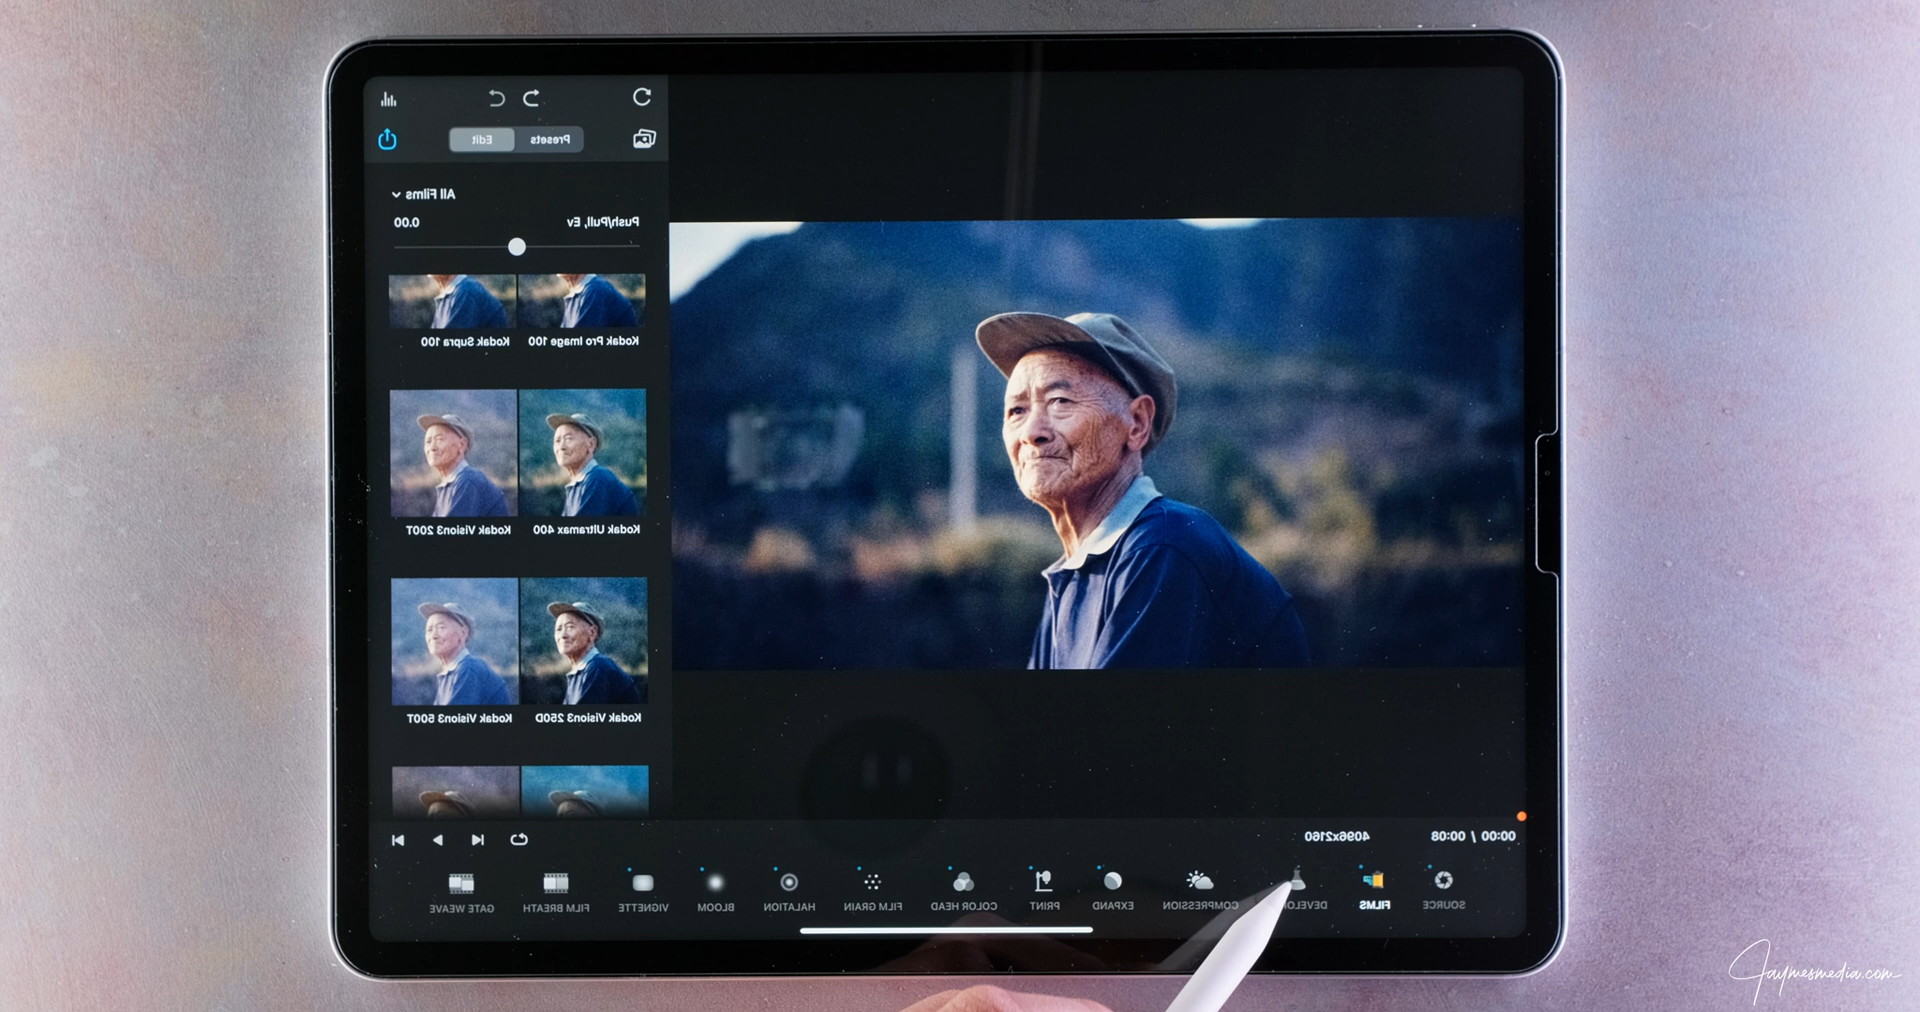 Edit Presets
All Films
0.00 Push/Pull, Ev
Kodak Supra 100 Kodak Pro Image 100
Kodak Vision3 200T Kodak Ultramax 400
Kodak Vision3 500T Kodak Vision3 250D
4096x2160 00:00 / 00:08
GATE WEAVE FILM BREATH VIGNETTE BLOOM HALATION FILM GRAIN COLOR HEAD PRINT EXPAND COMPRESSION FILMS SOURCE
Jaymesmedia.com